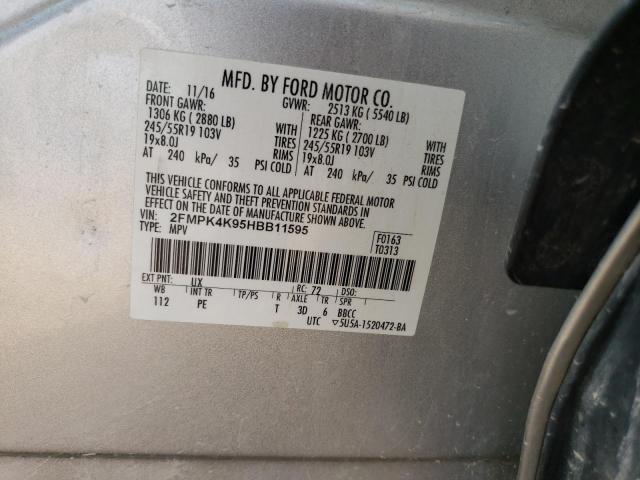 MFD. BY FORD MOTOR CO.
DATE: 11/16 GVWR: 2513 KG ( 5540 LB)
FRONT GAWR: REAR GAWR:
1306 KG ( 2880 LB) 1225 KG ( 2700 LB)
245/55R19 103V WITH TIRES 245/55R19 103V WITH TIRES
19x8.0J RIMS 19x8.0J RIMS
AT 240 kPa/ 35 PSI COLD AT 240 kPa/ 35 PSI COLD
THIS VEHICLE CONFORMS TO ALL APPLICABLE FEDERAL MOTOR
VEHICLE SAFETY AND THEFT PREVENTION STANDARDS IN
EFFECT ON THE DATE OF MANUFACTURE SHOWN ABOVE.
VIN: 2FMPK4K95HBB11595
TYPE: MPV
F0163
T0313
EXT PNT: UX RC: 72 DSO:
WB INT TR TP/PS R AXLE TR SPR
112 PE T 3D 6 BBCC
UTC ▽5U5A-1520472-BA